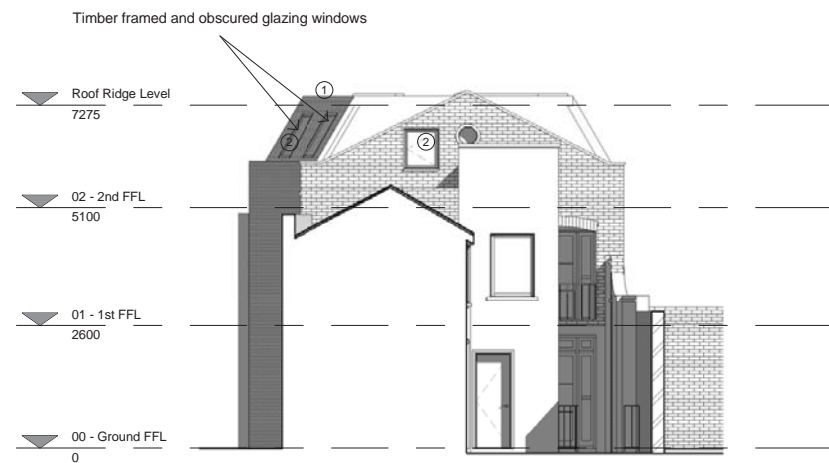 Timber framed and obscured glazing windows
1
Roof Ridge Level
7275
2
2
02 - 2nd FFL
5100
01 - 1st FFL
2600
00 - Ground FFL
0